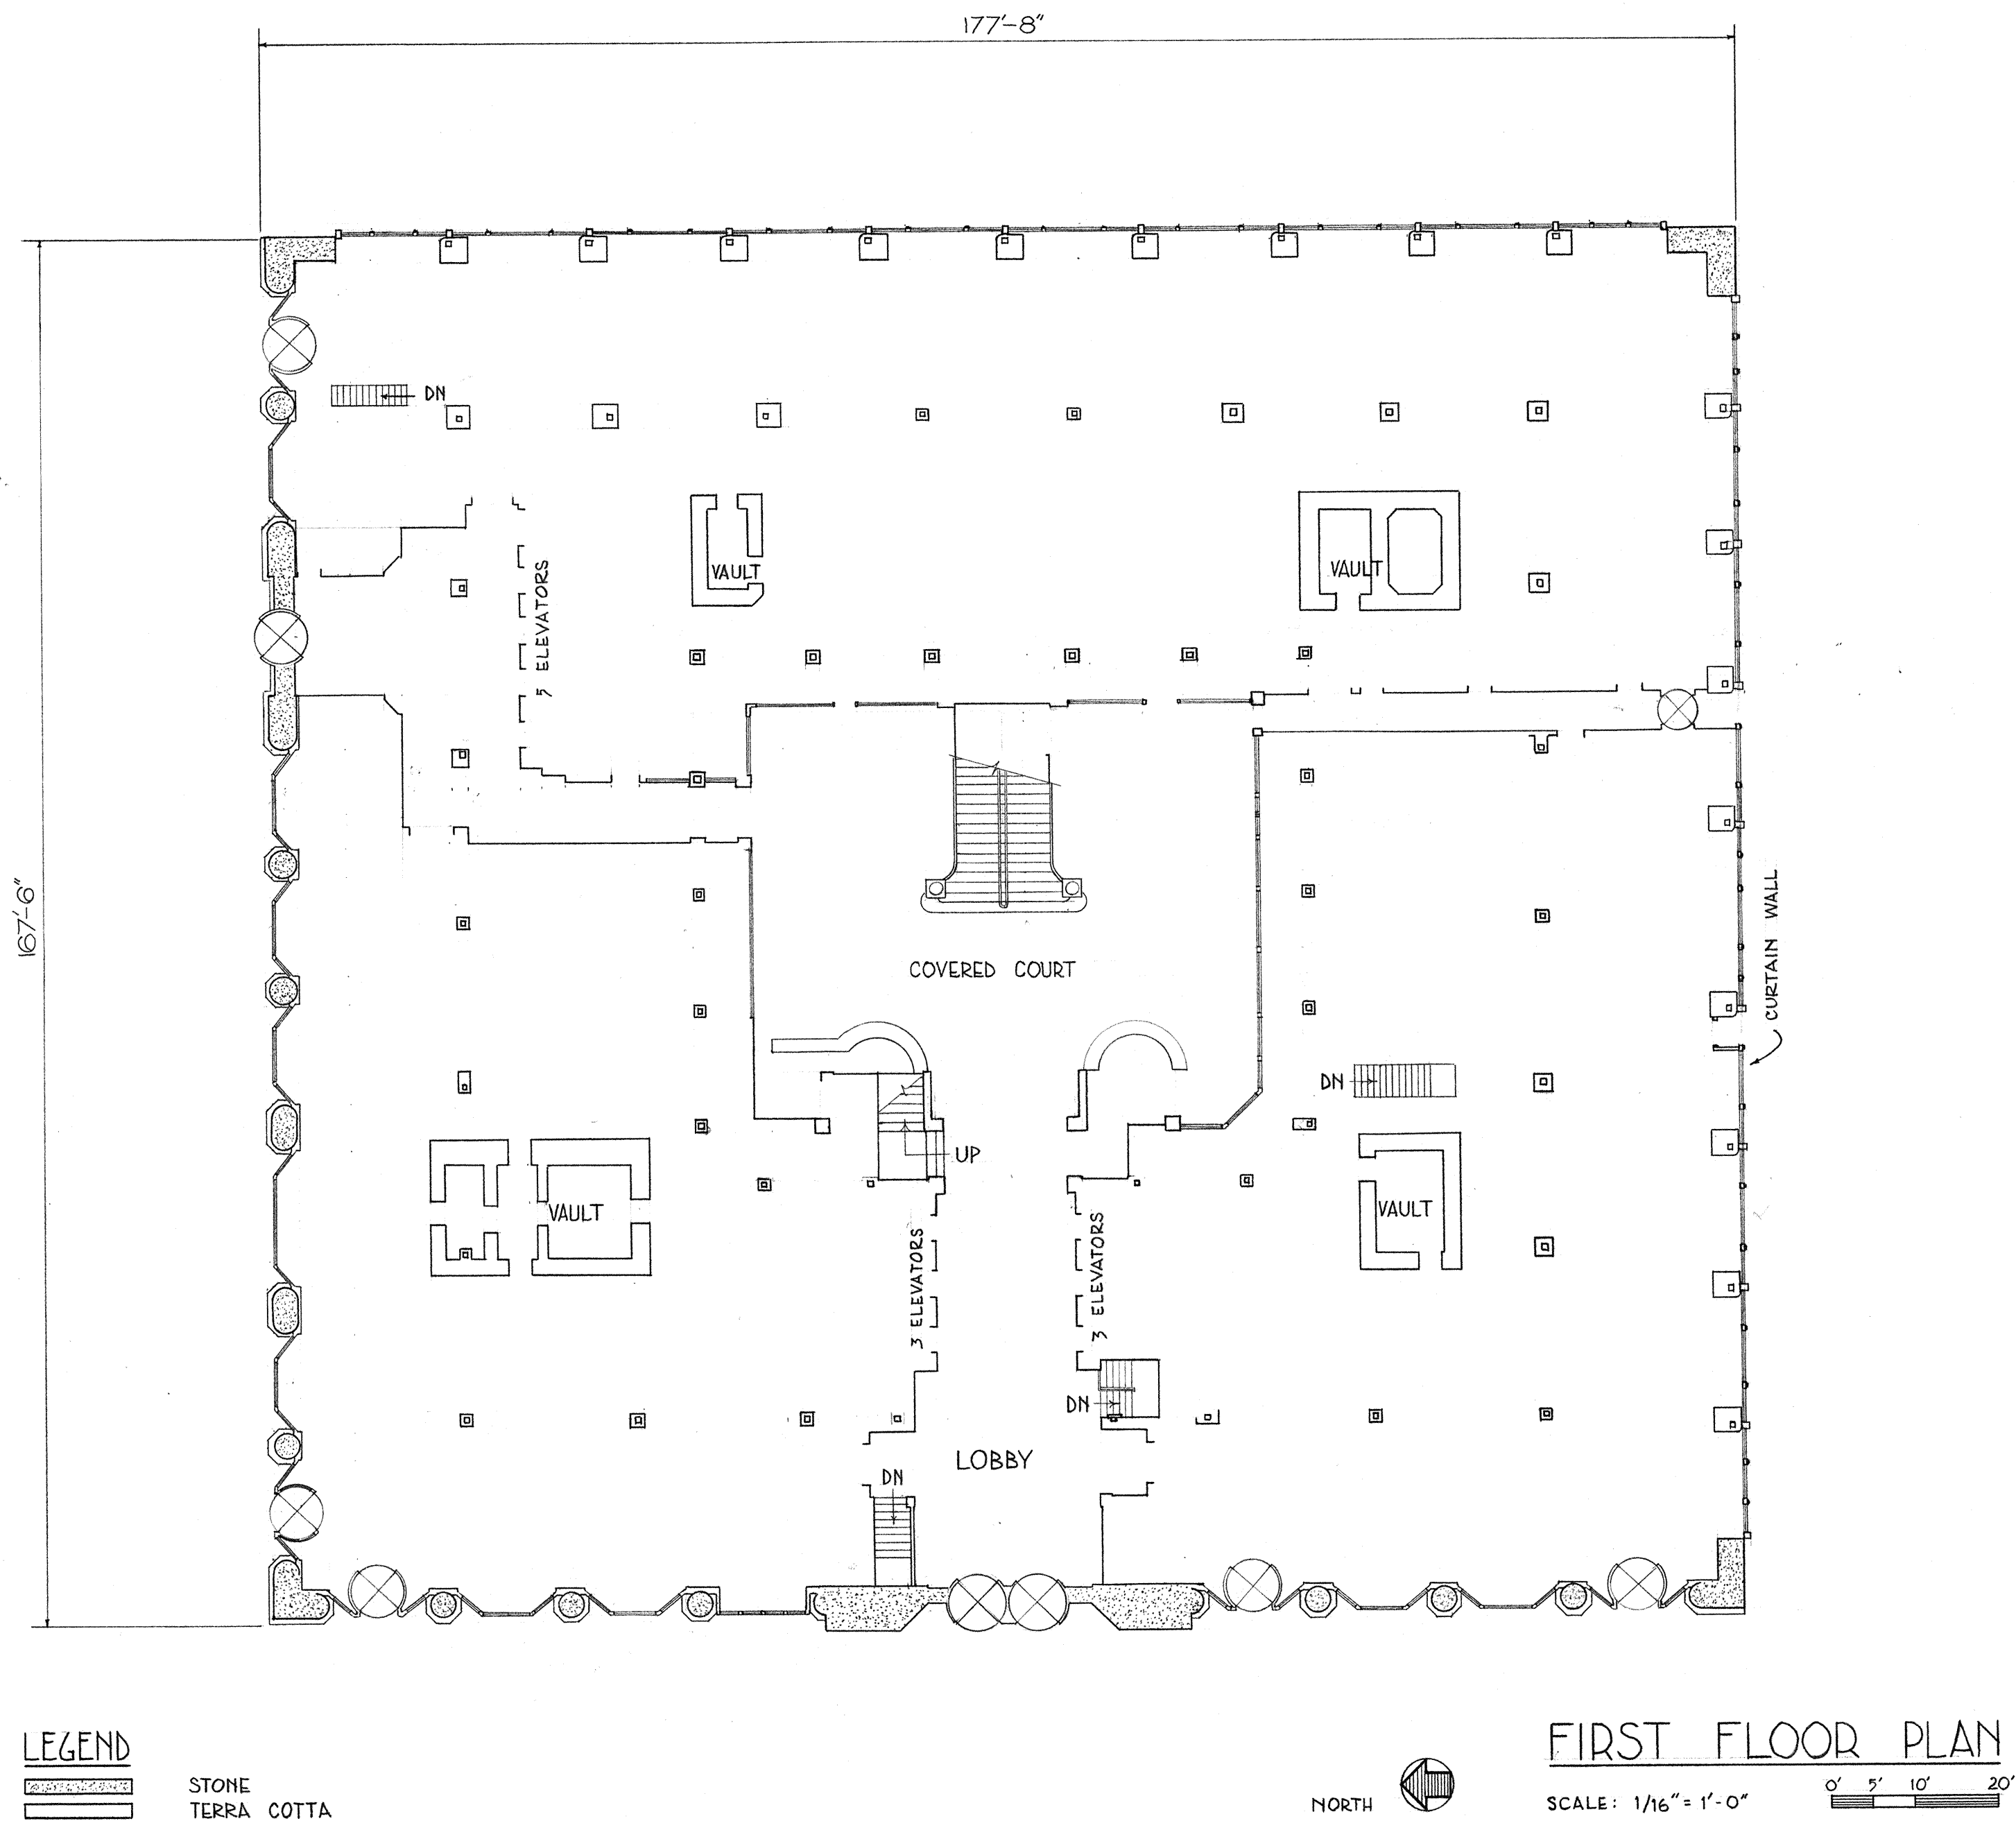 177'-8"
DN
5 ELEVATORS
VAULT
VAULT
167'-6"
CURTAIN WALL
COVERED COURT
DN
UP
VAULT
VAULT
3 ELEVATORS
3 ELEVATORS
DN
LOBBY
DN
LEGEND
STONE
TERRA COTTA
NORTH
FIRST FLOOR PLAN
SCALE: 1/16" = 1'-0"
0' 5' 10' 20'